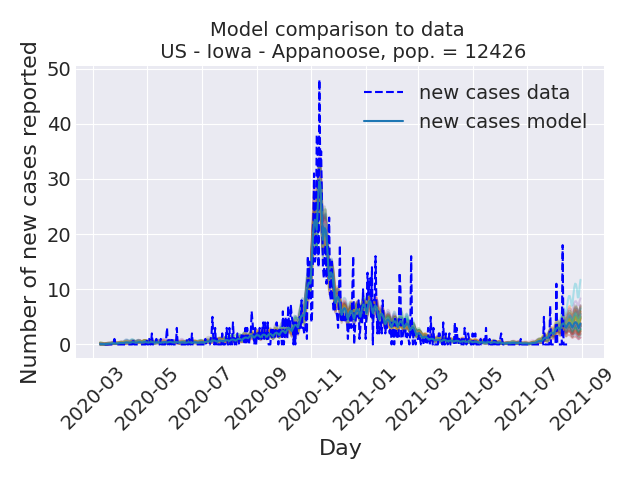 Model comparison to data
US - Iowa - Appanoose, pop. = 12426
Number of new cases reported
50
40
30
20
10
0
new cases data
new cases model
2020-03
2020-05
2020-07
2020-09
2020-11
2021-01
2021-03
2021-05
2021-07
2021-09
Day